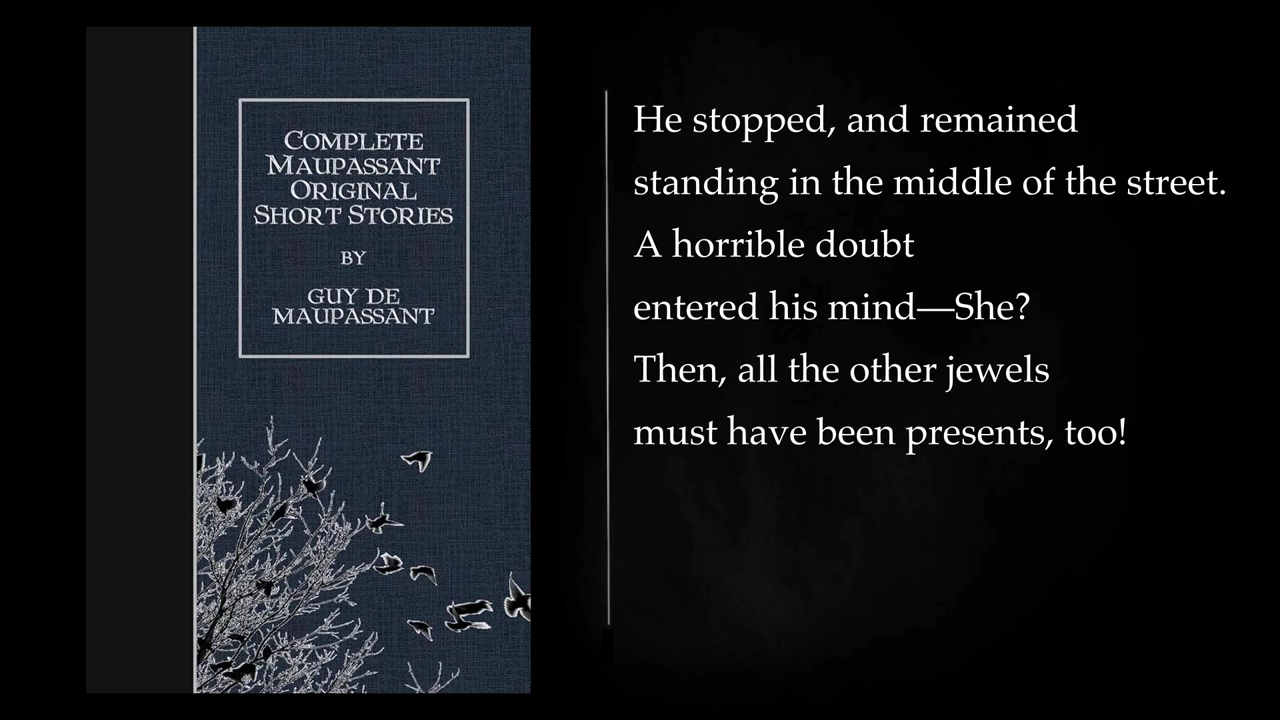 COMPLETE
MAUPASSANT
ORIGINAL
SHORT STORIES
BY
GUY DE
MAUPASSANT
He stopped, and remained
standing in the middle of the street.
A horrible doubt
entered his mind—She?
Then, all the other jewels
must have been presents, too!